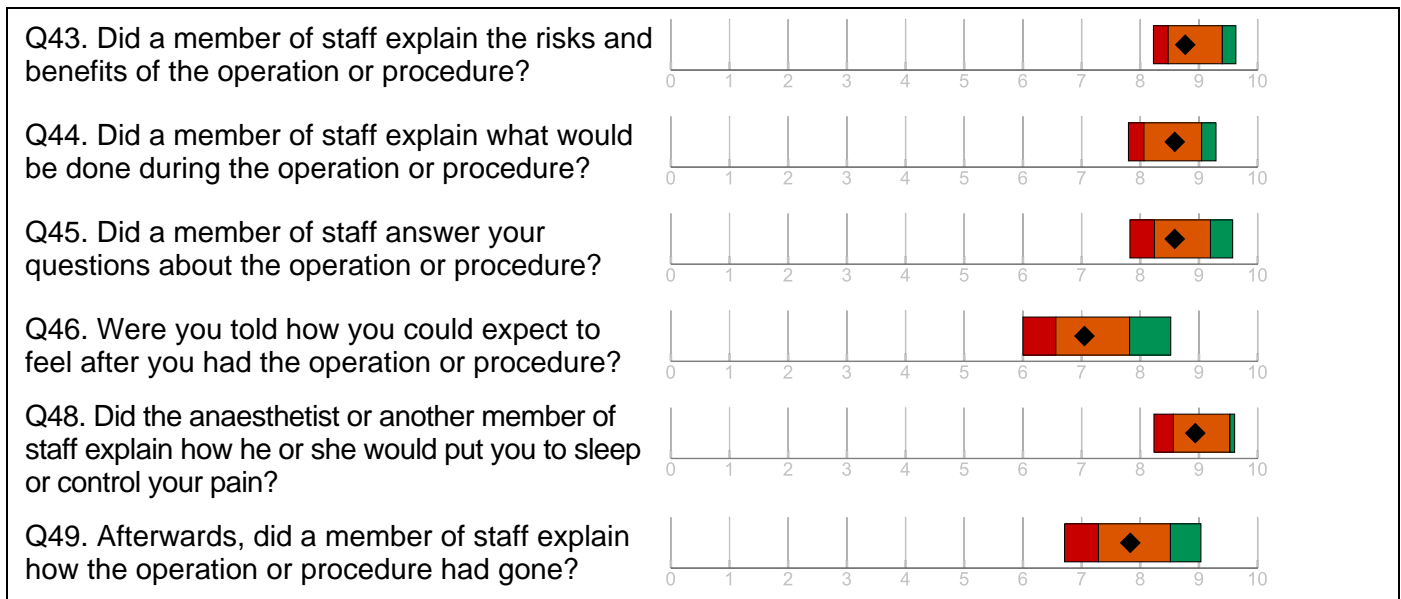 Q43. Did a member of staff explain the risks and
benefits of the operation or procedure?
0 1 2 3 4 5 6 7 8 9 10
Q44. Did a member of staff explain what would
be done during the operation or procedure?
0 1 2 3 4 5 6 7 8 9 10
Q45. Did a member of staff answer your
questions about the operation or procedure?
0 1 2 3 4 5 6 7 8 9 10
Q46. Were you told how you could expect to
feel after you had the operation or procedure?
0 1 2 3 4 5 6 7 8 9 10
Q48. Did the anaesthetist or another member of
staff explain how he or she would put you to sleep
or control your pain?
0 1 2 3 4 5 6 7 8 9 10
Q49. Afterwards, did a member of staff explain
how the operation or procedure had gone?
0 1 2 3 4 5 6 7 8 9 10